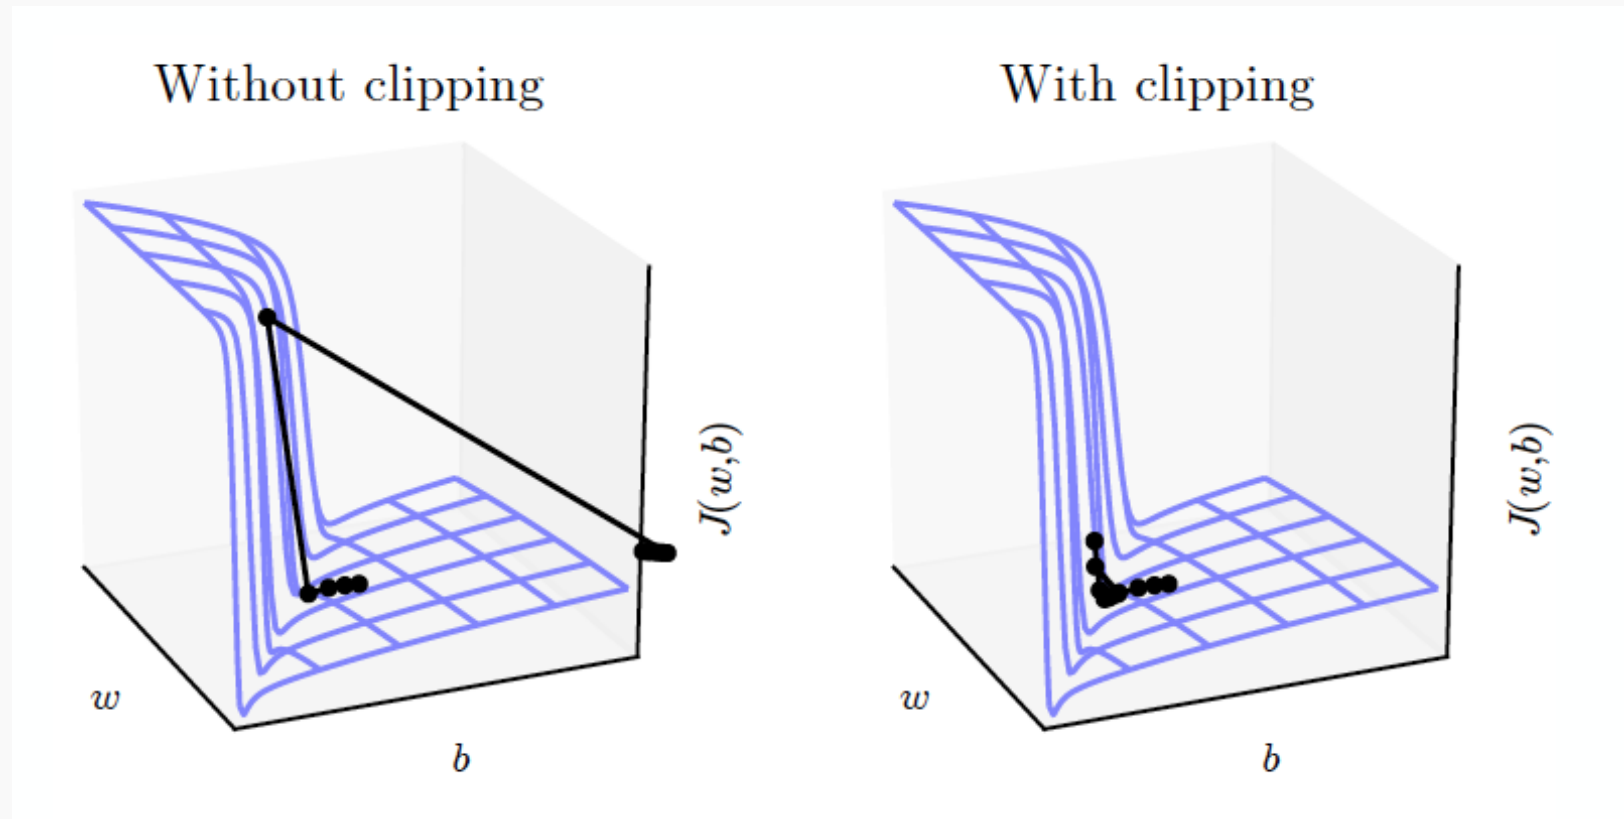 Without clipping
With clipping
J(w,b)
J(w,b)
w
w
b
b